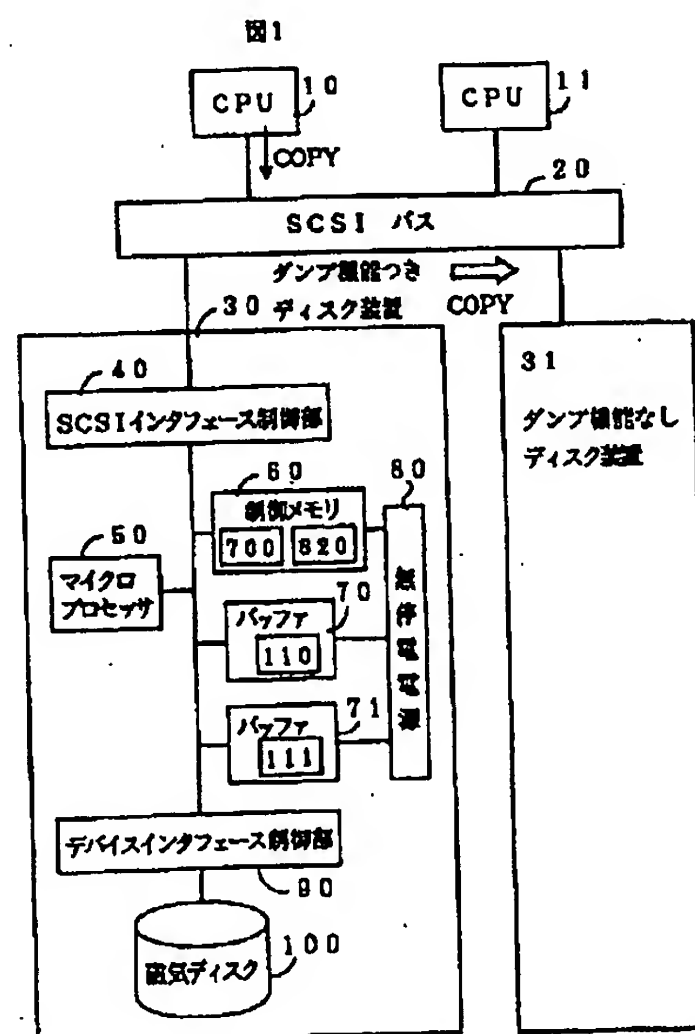 図1
CPU
10
CPU
11
COPY
20
SCSI バス
ダンプ機能つき
COPY
30 ディスク装置
40
SCSIインタフェース制御部
31
ダンプ機能なし
ディスク装置
60
制御メモリ
700
820
80
無停電電源
50
マイクロ
プロセッサ
バッファ
70
110
バッファ
71
111
デバイスインタフェース制御部
90
100
磁気ディスク